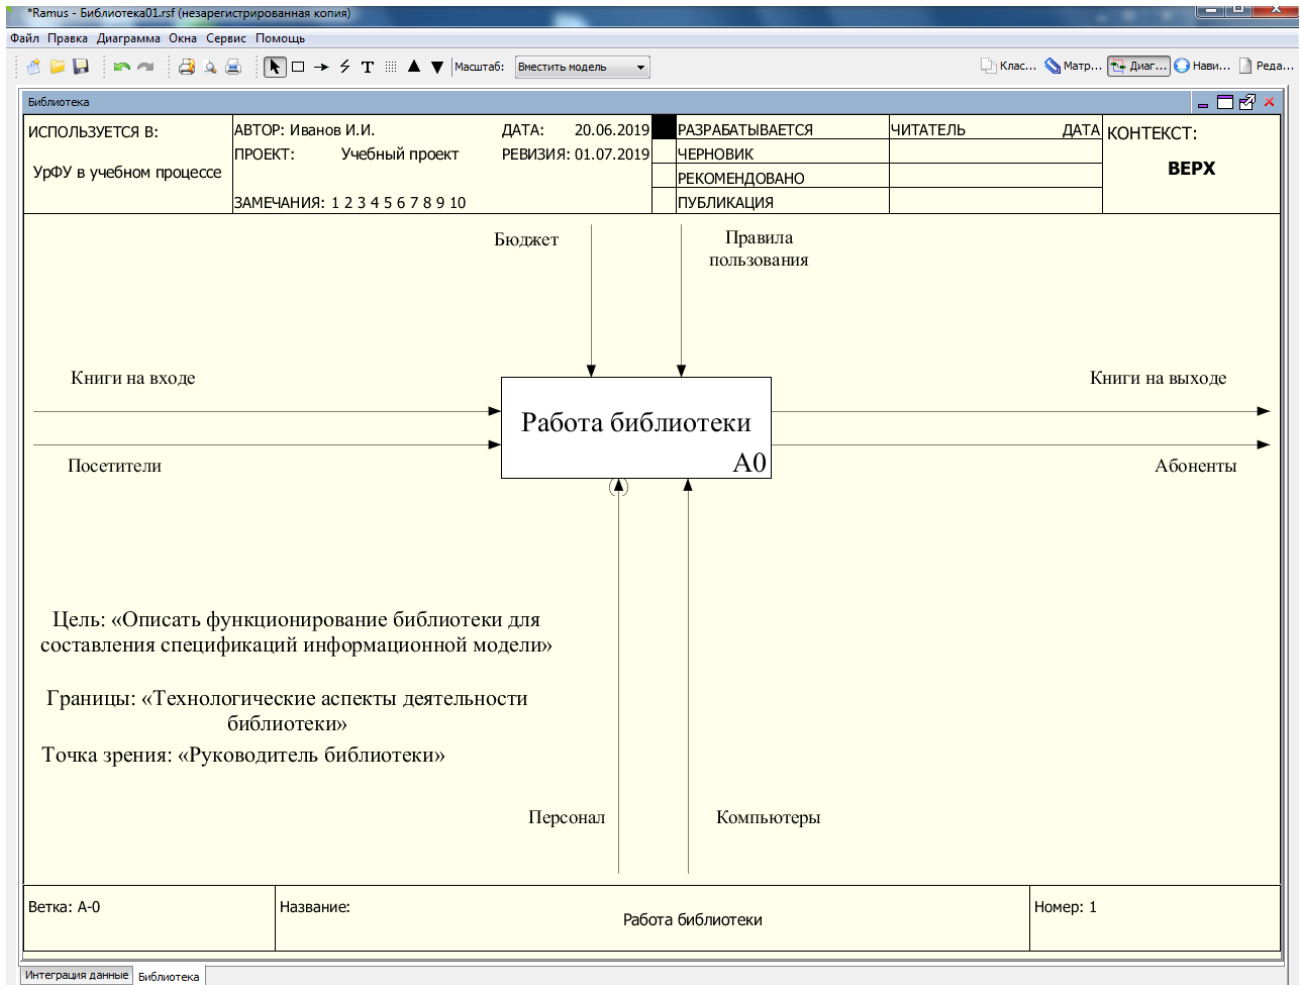 *Ramus - Библиотека01.rsf (незарегистрированная копия)
Файл Правка Диаграмма Окна Сервис Помощь
T Масштаб: Вместить модель Клас... Матр... Диаг... Нави... Реда...
Библиотека
ИСПОЛЬЗУЕТСЯ В: АВТОР: Иванов И.И. ДАТА: 20.06.2019 РАЗРАБАТЫВАЕТСЯ ЧИТАТЕЛЬ ДАТА КОНТЕКСТ:
УрФУ в учебном процессе ПРОЕКТ: Учебный проект РЕВИЗИЯ: 01.07.2019 ЧЕРНОВИК ВЕРХ
РЕКОМЕНДОВАНО
ЗАМЕЧАНИЯ: 1 2 3 4 5 6 7 8 9 10 ПУБЛИКАЦИЯ
Бюджет
Правила
пользования
Книги на входе
Книги на выходе
Работа библиотеки
A0
Посетители
Абоненты
Цель: «Описать функционирование библиотеки для
составления спецификаций информационной модели»
Границы: «Технологические аспекты деятельности
библиотеки»
Точка зрения: «Руководитель библиотеки»
Персонал
Компьютеры
Ветка: A-0 Название: Работа библиотеки Номер: 1
Интеграция данные Библиотека